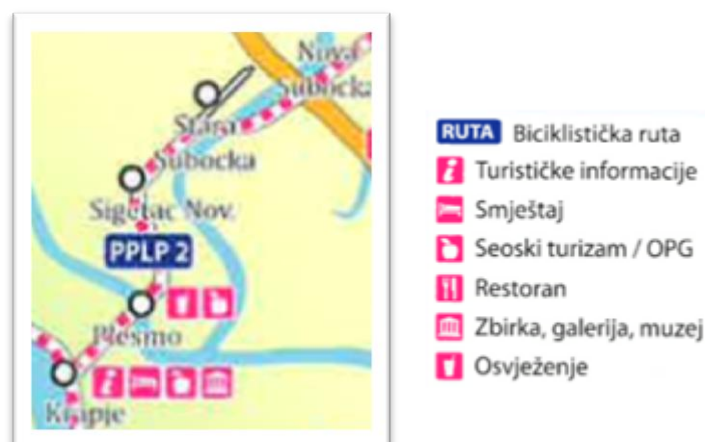 Nova
Subocka
Stara
Subocka
Sigetac Nov.
PPLP 2
Plesmo
Krapje
RUTA Biciklistička ruta
Turističke informacije
Smještaj
Seoski turizam / OPG
Restoran
Zbirka, galerija, muzej
Osvježenje